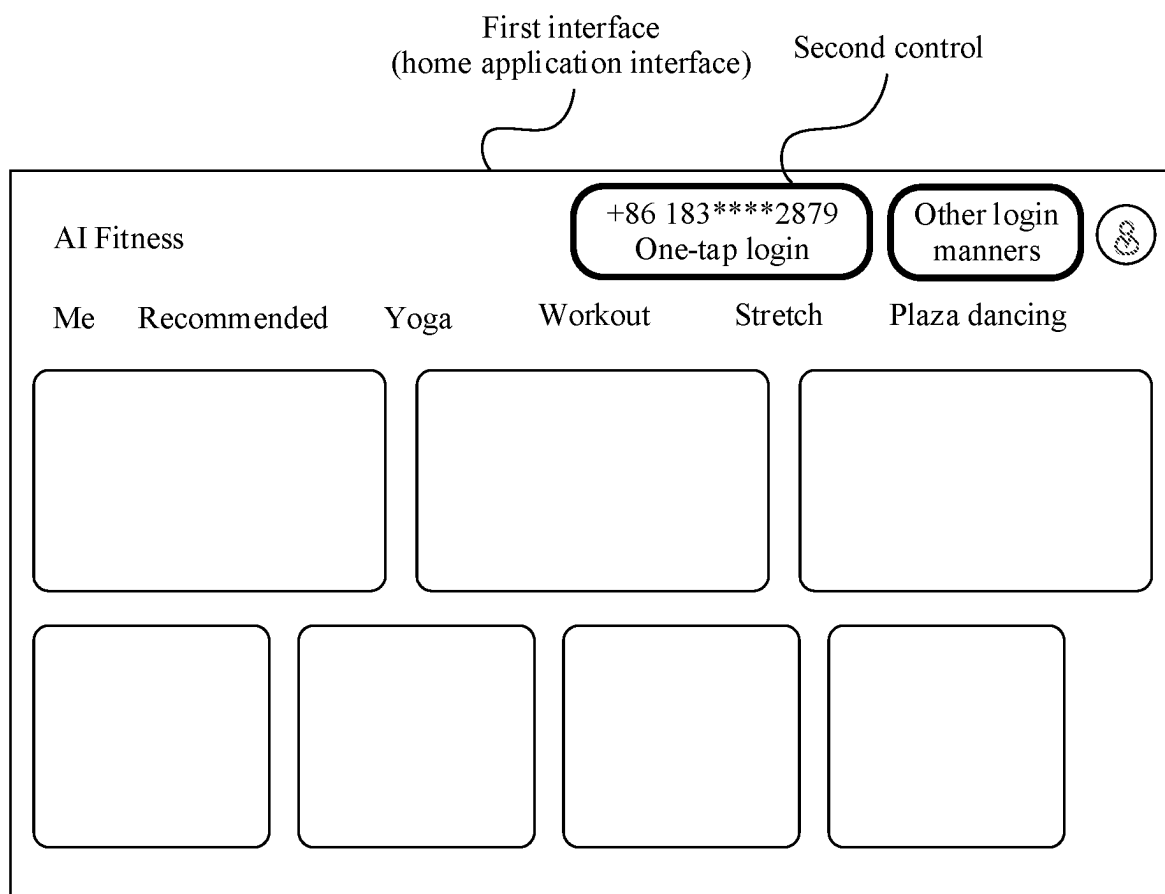 First interface
(home application interface)
Second control
+86 183****2879
One-tap login
Other login
manners
AI Fitness
Me Recommended Yoga Workout Stretch Plaza dancing